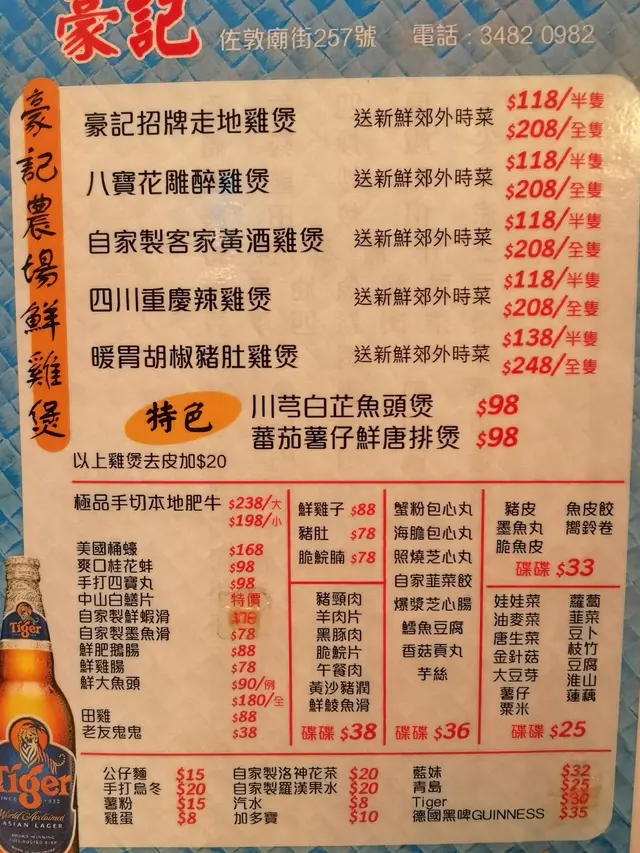 豪記 佐敦廟街257號 電話：3482 0982
豪記農場鮮雞煲
豪記招牌走地雞煲 送新鮮郊外時菜 $118/半隻
$208/全隻
八寶花雕醉雞煲 送新鮮郊外時菜 $118/半隻
$208/全隻
自家製客家黃酒雞煲 送新鮮郊外時菜 $118/半隻
$208/全隻
四川重慶辣雞煲 送新鮮郊外時菜 $118/半隻
$208/全隻
暖胃胡椒豬肚雞煲 送新鮮郊外時菜 $138/半隻
$248/全隻
特色
川芎白芷魚頭煲 $98
蕃茄薯仔鮮唐排煲 $98
以上雞煲去皮加$20
極品手切本地肥牛 $238/大
$198/小
美國桶蠔 $168
爽口桂花蚌 $98
手打四寶丸 $98
中山白鱔片 特價
自家製鮮蝦滑 $78
自家製墨魚滑 $78
鮮肥鵝腸 $88
鮮雞腸 $78
鮮大魚頭 $90/例
$180/全
田雞 $88
老友鬼鬼 $38
鮮雞子 $88
豬肚 $78
脆鯇腩 $78
豬頸肉
羊肉片
黑豚肉
脆鯇片
午餐肉
黃沙豬潤
鮮鯪魚滑
碟碟 $38
蟹粉包心丸
海膽包心丸
照燒芝心丸
自家韮菜餃
爆漿芝心腸
鱈魚豆腐
香菇貢丸
芋絲
碟碟 $36
豬皮 魚皮餃
墨魚丸 嚮鈴卷
脆魚皮
碟碟 $33
娃娃菜 蘿蔔
油麥菜 韮菜
唐生菜 豆卜
金針菇 枝竹
大豆芽 豆腐
薯仔 淮山
粟米 蓮藕
碟碟 $25
公仔麵 $15 自家製洛神花茶 $20 藍妹 $32
手打烏冬 $20 自家製羅漢果水 $20 青島 $25
薯粉 $15 汽水 $8 Tiger $30
雞蛋 $8 加多寶 $10 德國黑啤GUINNESS $35
Tiger
Tiger
SINCE 1932
World Acclaimed
ASIAN LAGER